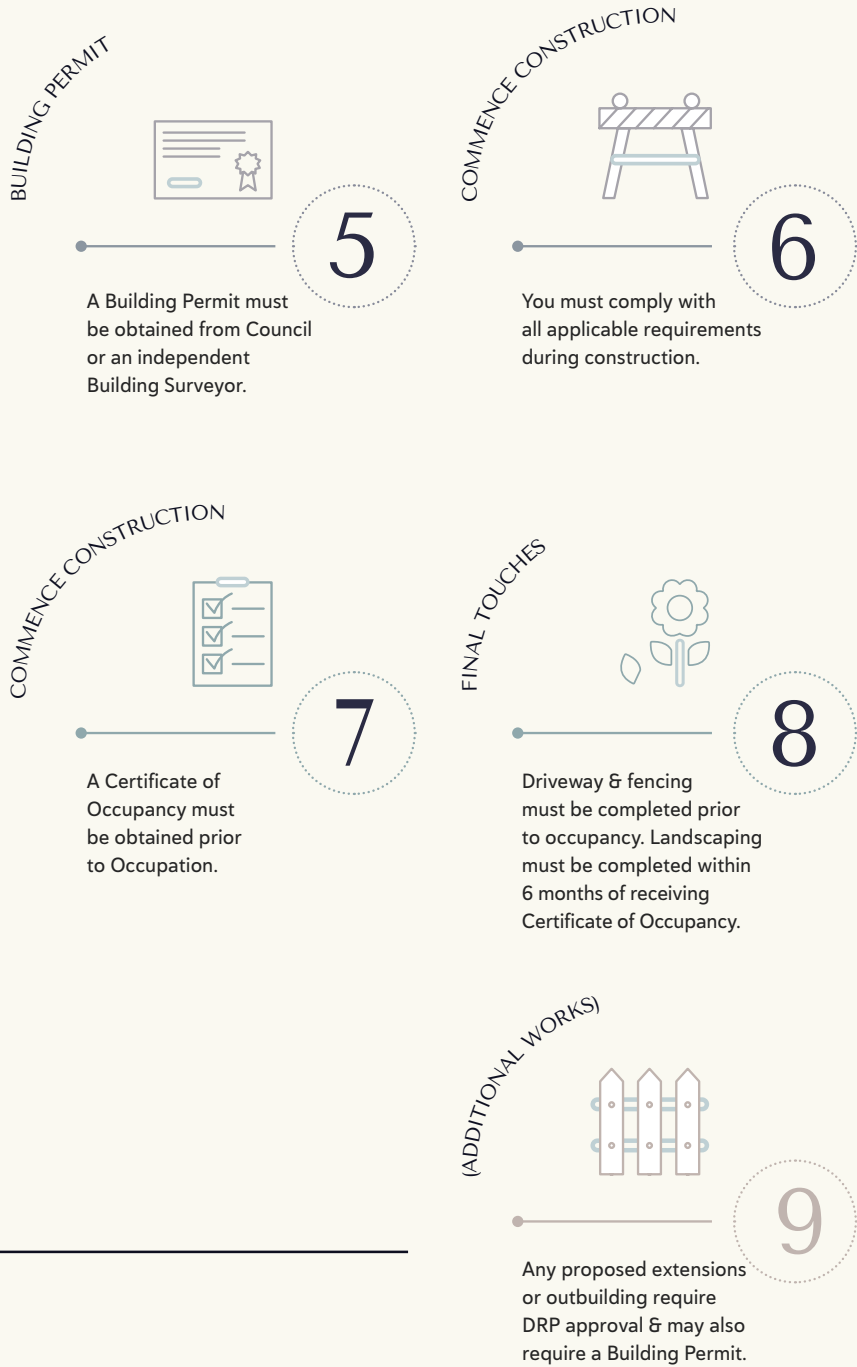 BUILDING PERMIT
5
A Building Permit must
be obtained from Council
or an independent
Building Surveyor.
COMMENCE CONSTRUCTION
6
You must comply with
all applicable requirements
during construction.
COMMENCE CONSTRUCTION
7
A Certificate of
Occupancy must
be obtained prior
to Occupation.
FINAL TOUCHES
8
Driveway & fencing
must be completed prior
to occupancy. Landscaping
must be completed within
6 months of receiving
Certificate of Occupancy.
(ADDITIONAL WORKS)
9
Any proposed extensions
or outbuilding require
DRP approval & may also
require a Building Permit.